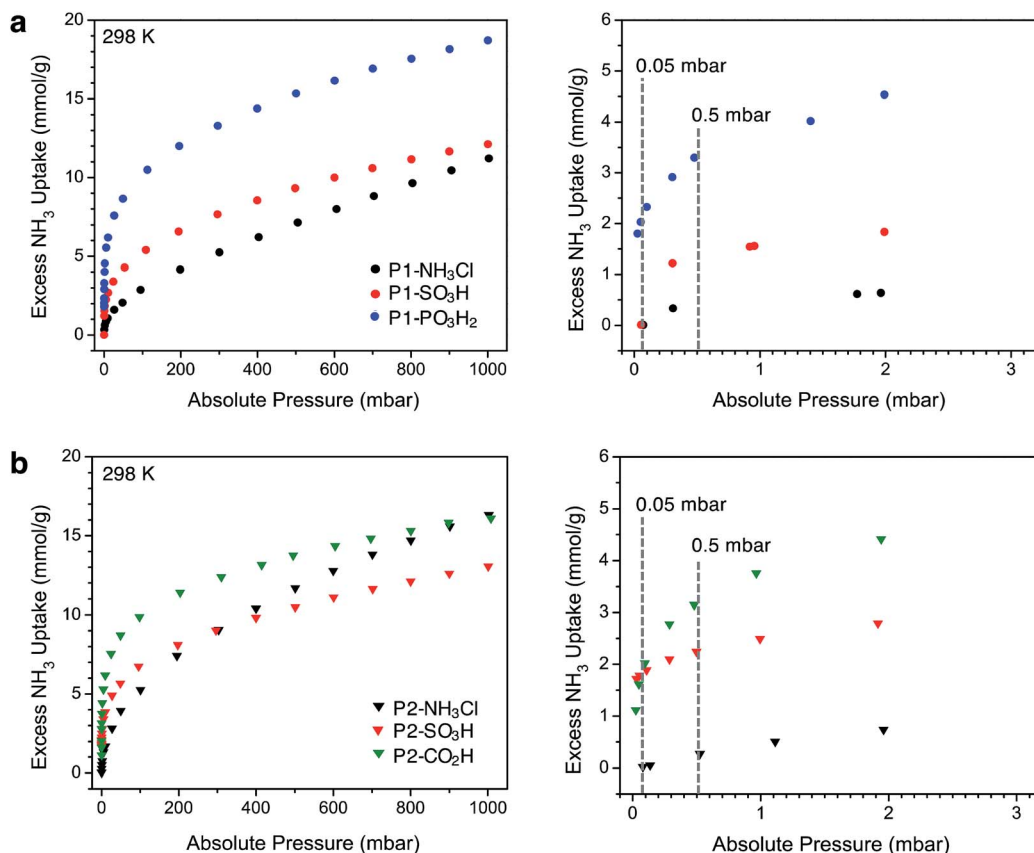 a
298 K
Excess NH₃ Uptake (mmol/g)
20
15
10
5
0
P1-NH₃Cl
P1-SO₃H
P1-PO₃H₂
0 200 400 600 800 1000
Absolute Pressure (mbar)
Excess NH₃ Uptake (mmol/g)
6
5
4
3
2
1
0
0.05 mbar
0.5 mbar
0 1 2 3
Absolute Pressure (mbar)
b
298 K
Excess NH₃ Uptake (mmol/g)
20
15
10
5
0
P2-NH₃Cl
P2-SO₃H
P2-CO₂H
0 200 400 600 800 1000
Absolute Pressure (mbar)
Excess NH₃ Uptake (mmol/g)
6
5
4
3
2
1
0
0.05 mbar
0.5 mbar
0 1 2 3
Absolute Pressure (mbar)